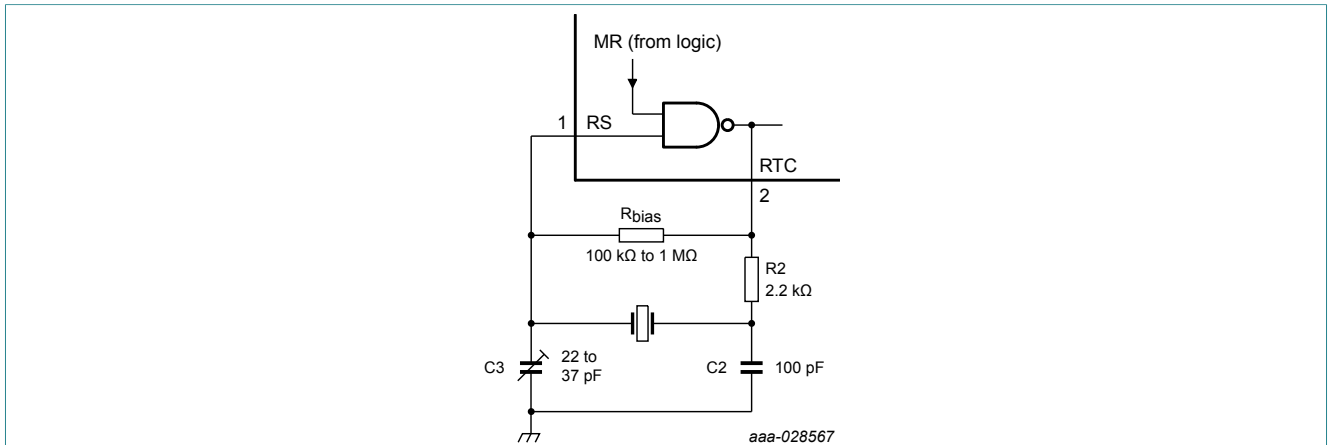 MR (from logic)
1
RS
RTC
2
Rbias
100 kΩ to 1 MΩ
R2
2.2 kΩ
C3
22 to
37 pF
C2
100 pF
aaa-028567